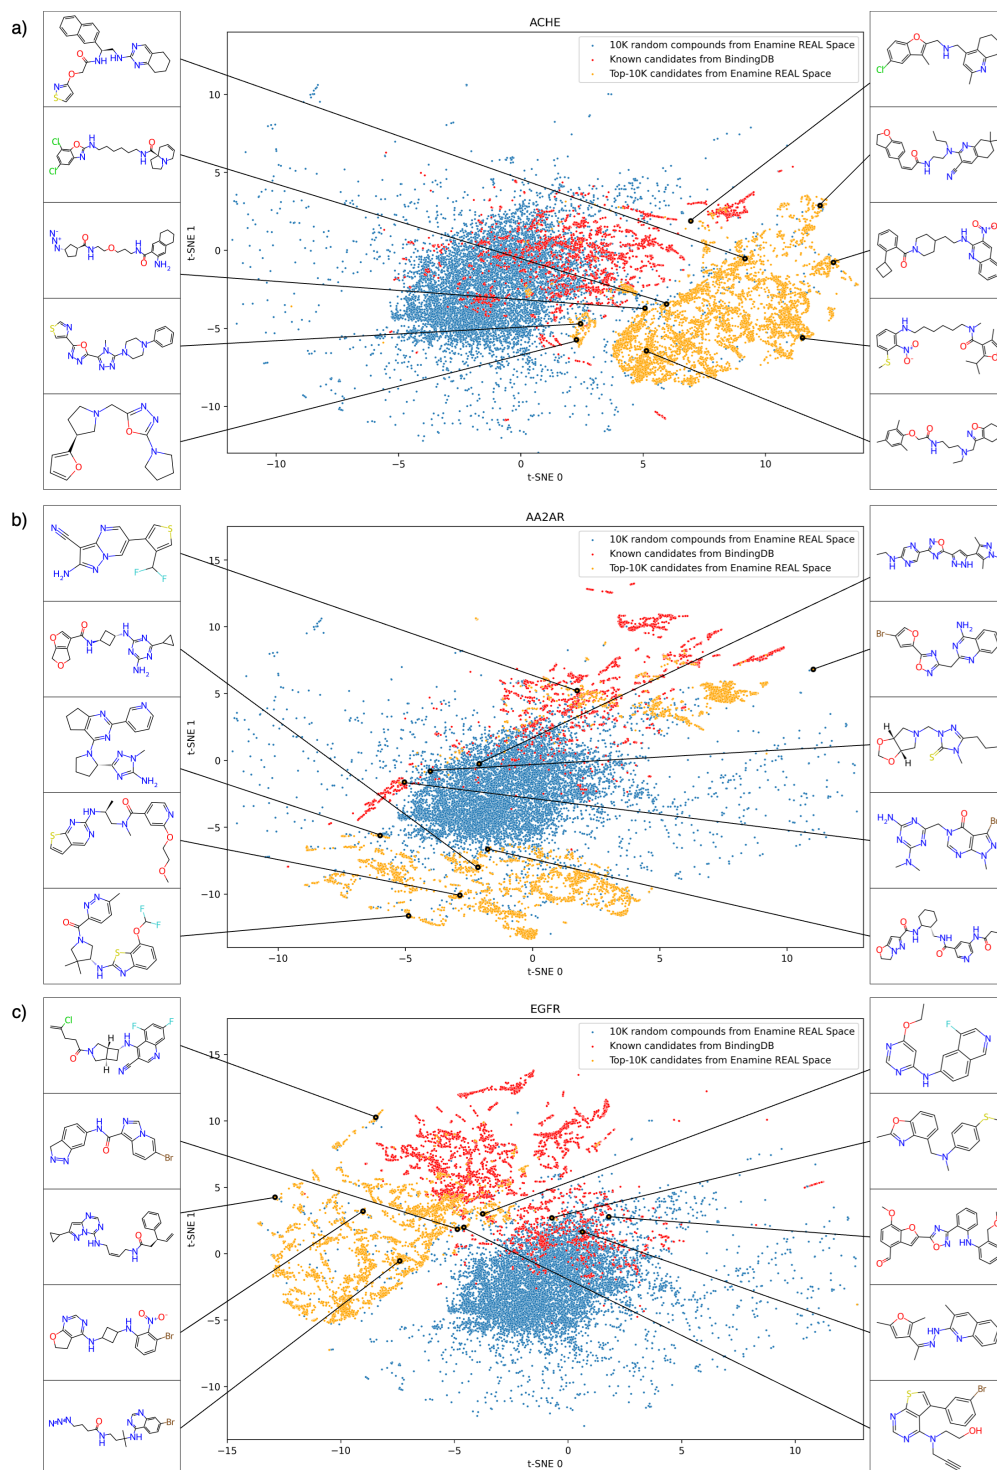 a)
ACHE
10K random compounds from Enamine REAL Space
Known candidates from BindingDB
Top-10K candidates from Enamine REAL Space
t-SNE 1
10
5
0
−5
−10
−10
−5
0
5
10
t-SNE 0
b)
AA2AR
10K random compounds from Enamine REAL Space
Known candidates from BindingDB
Top-10K candidates from Enamine REAL Space
t-SNE 1
15
10
5
0
−5
−10
−10
−5
0
5
10
t-SNE 0
c)
EGFR
10K random compounds from Enamine REAL Space
Known candidates from BindingDB
Top-10K candidates from Enamine REAL Space
t-SNE 1
15
10
5
0
−5
−10
−15
−10
−5
0
5
10
t-SNE 0